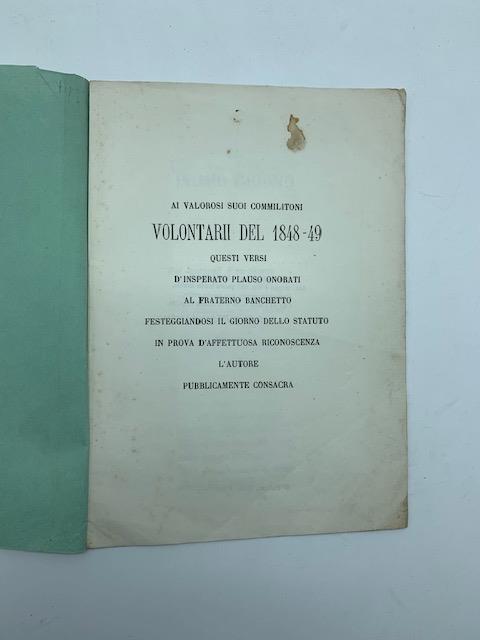 AI VALOROSI SUOI COMMILITONI
VOLONTARII DEL 1848-49
QUESTI VERSI
D'INSPERATO PLAUSO ONORATI
AL FRATERNO BANCHETTO
FESTEGGIANDOSI IL GIORNO DELLO STATUTO
IN PROVA D'AFFETTUOSA RICONOSCENZA
L'AUTORE
PUBBLICAMENTE CONSACRA